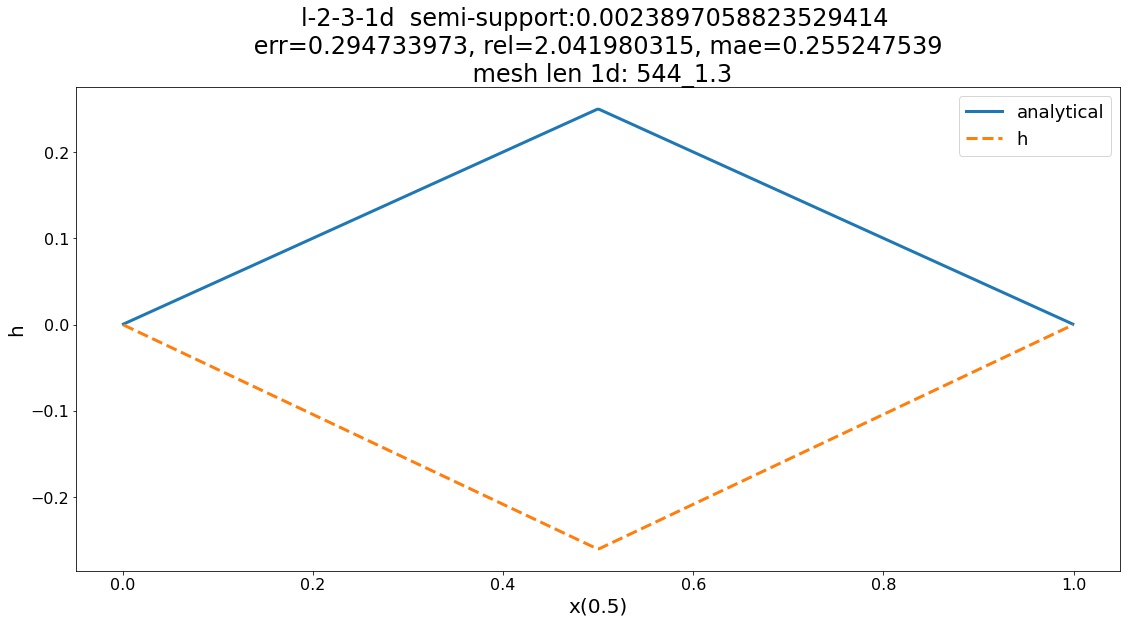 l-2-3-1d  semi-support:0.0023897058823529414
err=0.294733973, rel=2.041980315, mae=0.255247539
mesh len 1d: 544_1.3
analytical
h
0.2
0.1
0.0
−0.1
−0.2
h
0.0
0.2
0.4
0.6
0.8
1.0
x(0.5)